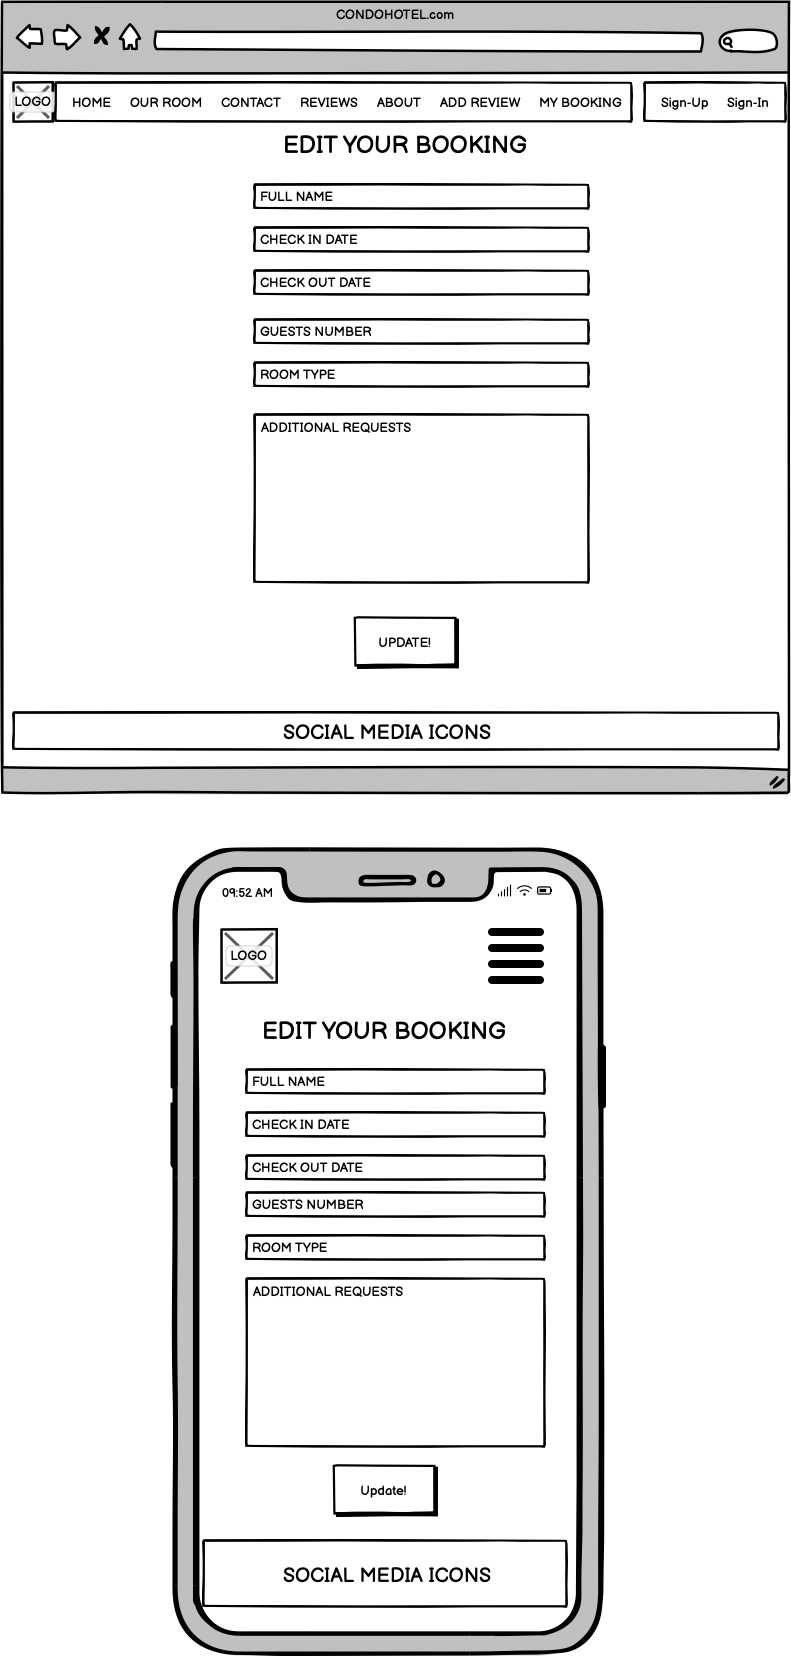 CONDOHOTEL.com
LOGO HOME OUR ROOM CONTACT REVIEWS ABOUT ADD REVIEW MY BOOKING Sign-Up Sign-In
EDIT YOUR BOOKING
FULL NAME
CHECK IN DATE
CHECK OUT DATE
GUESTS NUMBER
ROOM TYPE
ADDITIONAL REQUESTS
UPDATE!
SOCIAL MEDIA ICONS
09:52 AM
LOGO
EDIT YOUR BOOKING
FULL NAME
CHECK IN DATE
CHECK OUT DATE
GUESTS NUMBER
ROOM TYPE
ADDITIONAL REQUESTS
Update!
SOCIAL MEDIA ICONS